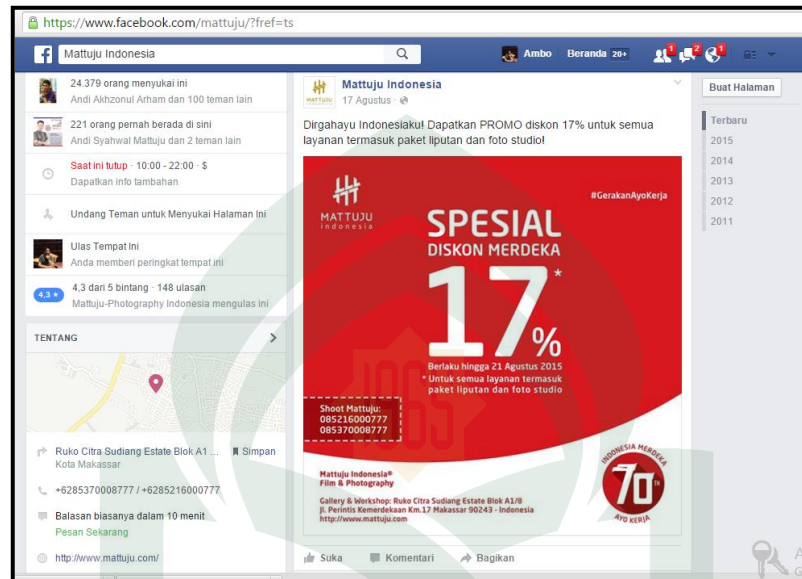 https://www.facebook.com/mattuju/?fref=ts
Mattuju Indonesia
Ambo
Beranda 20+
1
2
1
24.379 orang menyukai ini
Andi Akhzonul Arham dan 100 teman lain
221 orang pernah berada di sini
Andi Syahwal Mattuju dan 2 teman lain
Saat ini tutup · 10:00 - 22:00 · $
Dapatkan info tambahan
Undang Teman untuk Menyukai Halaman Ini
Ulas Tempat Ini
Anda memberi peringkat tempat ini
4,3
4,3 dari 5 bintang · 148 ulasan
Mattuju-Photography Indonesia mengulas ini
TENTANG
Ruko Citra Sudiang Estate Blok A1 ...
Simpan
Kota Makassar
+6285370008777 / +6285216000777
Balasan biasanya dalam 10 menit
Pesan Sekarang
http://www.mattuju.com/
MATTUJU
Mattuju Indonesia
17 Agustus ·
Dirgahayu Indonesiaku! Dapatkan PROMO diskon 17% untuk semua
layanan termasuk paket liputan dan foto studio!
MATTUJU
indonesia
#GerakanAyoKerja
SPESIAL
DISKON MERDEKA
17%*
Berlaku hingga 21 Agustus 2015
* Untuk semua layanan termasuk
paket liputan dan foto studio
1965
Shoot Mattuju:
085216000777
085370008777
Mattuju Indonesia®
Film & Photography
Gallery & Workshop: Ruko Citra Sudiang Estate Blok A1/8
Jl. Perintis Kemerdekaan Km.17 Makassar 90243 - Indonesia
http://www.mattuju.com
INDONESIA MERDEKA
70TH
AYO KERJA
Suka
Komentari
Bagikan
Buat Halaman
Terbaru
2015
2014
2013
2012
2011